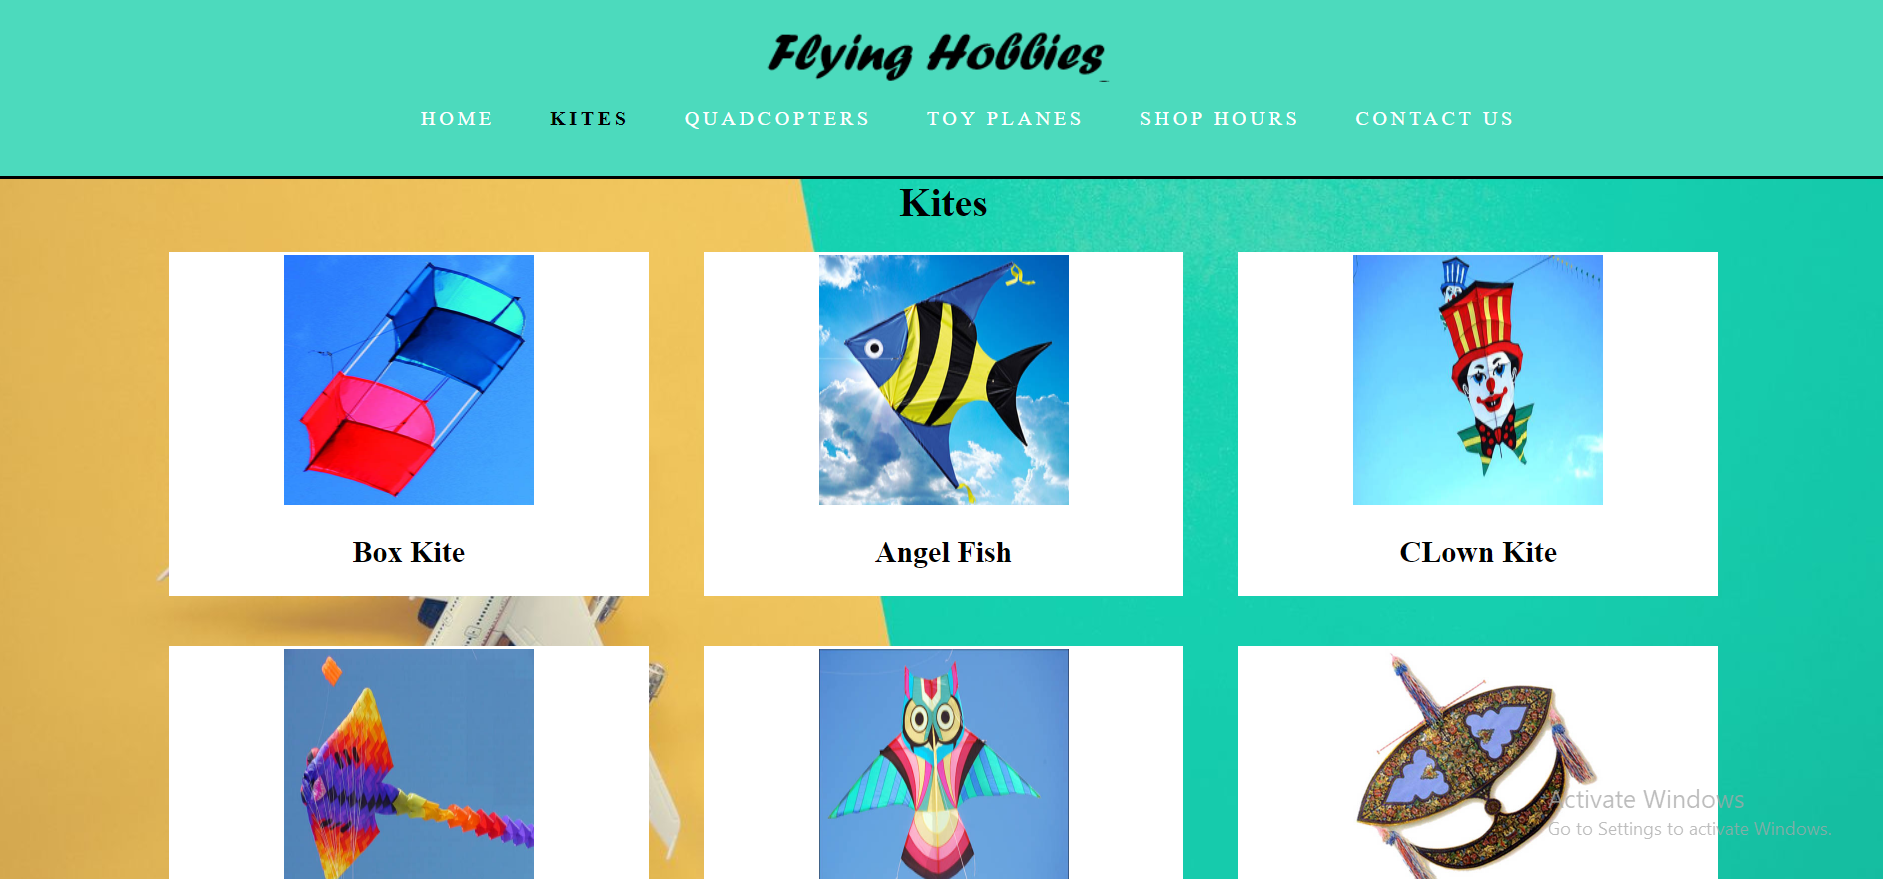 Flying Hobbies
HOME KITES QUADCOPTERS TOY PLANES SHOP HOURS CONTACT US
Kites
Box Kite Angel Fish CLown Kite
Activate Windows
Go to Settings to activate Windows.